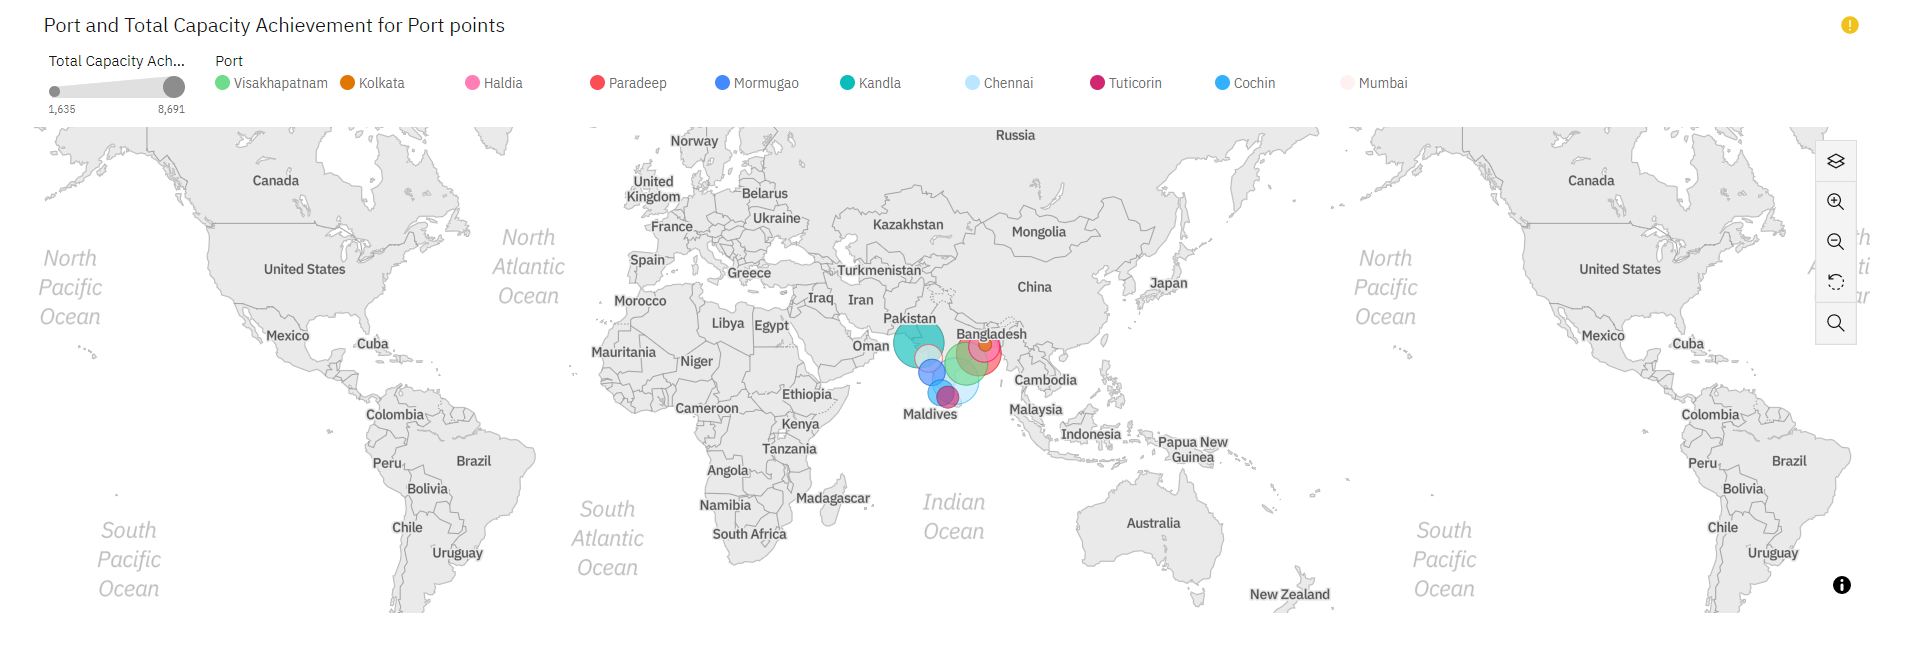 Port and Total Capacity Achievement for Port points
Total Capacity Ach...
1,635
8,691
Port
Visakhapatnam
Kolkata
Haldia
Paradeep
Mormugao
Kandla
Chennai
Tuticorin
Cochin
Mumbai
Norway
Russia
Canada
United
Kingdom
Belarus
Ukraine
France
Kazakhstan
Mongolia
North
Pacific
Ocean
North
Atlantic
Ocean
United States
Spain
Greece
Turkmenistan
China
Japan
Morocco
Iraq
Iran
Libya
Egypt
Pakistan
Bangladesh
Mexico
Cuba
Oman
Mauritania
Niger
Ethiopia
Cambodia
Colombia
Cameroon
Maldives
Malaysia
Kenya
Indonesia
Papua New
Guinea
Tanzania
Peru
Brazil
Angola
Bolivia
Namibia
Madagascar
Indian
Ocean
South
Atlantic
Ocean
South
Pacific
Ocean
Chile
South Africa
Australia
Uruguay
New Zealand
Canada
North
Pacific
Ocean
United States
Mexico
Cuba
Colombia
Peru
Brazil
Bolivia
South
Pacific
Ocean
Chile
Uruguay